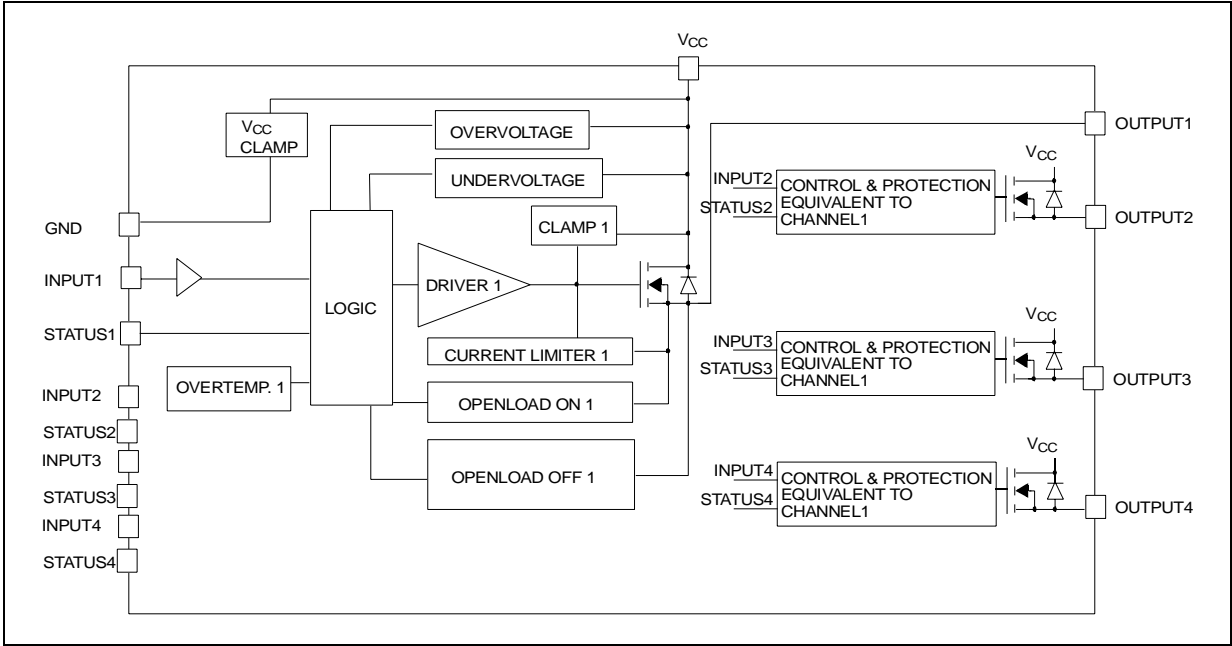 VCC
VCC
CLAMP
OVERVOLTAGE
UNDERVOLTAGE
CLAMP 1
GND
INPUT1
STATUS1
INPUT2
STATUS2
INPUT3
STATUS3
INPUT4
STATUS4
LOGIC
DRIVER 1
OVERTEMP. 1
CURRENT LIMITER 1
OPENLOAD ON 1
OPENLOAD OFF 1
OUTPUT1
VCC
INPUT2
STATUS2
CONTROL & PROTECTION
EQUIVALENT TO
CHANNEL1
OUTPUT2
VCC
INPUT3
STATUS3
CONTROL & PROTECTION
EQUIVALENT TO
CHANNEL1
OUTPUT3
VCC
INPUT4
STATUS4
CONTROL & PROTECTION
EQUIVALENT TO
CHANNEL1
OUTPUT4